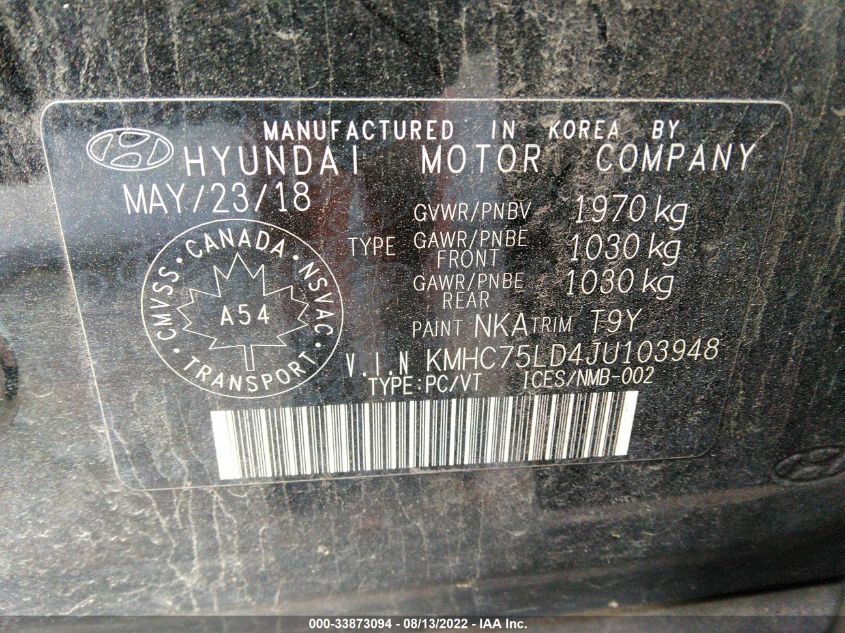 MANUFACTURED IN KOREA BY
HYUNDAI MOTOR COMPANY
MAY/23/18
GVWR/PNBV 1970 kg
TYPE GAWR/PNBE FRONT 1030 kg
GAWR/PNBE REAR 1030 kg
PAINT NKA TRIM T9Y
CMVSS · CANADA · NSVAC · TRANSPORT ·
A54
V.I.N KMHC75LD4JU103948
TYPE:PC/VT ICES/NMB-002
000-33873094 - 08/13/2022 - IAA Inc.